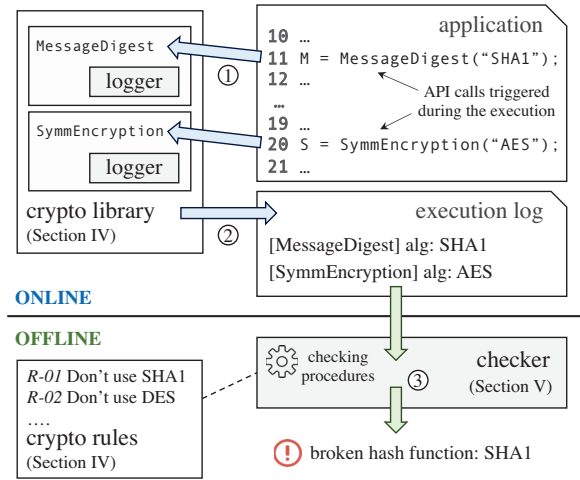 MessageDigest
logger
SymmEncryption
logger
crypto library
(Section IV)
①
②
application
10 …
11 M = MessageDigest(“SHA1”);
12 …
API calls triggered
…
during the execution
19 …
20 S = SymmEncryption(“AES”);
21 …
execution log
[MessageDigest] alg: SHA1
[SymmEncryption] alg: AES
ONLINE
OFFLINE
R-01 Don’t use SHA1
R-02 Don’t use DES
....
crypto rules
(Section IV)
checking
procedures
③
checker
(Section V)
! broken hash function: SHA1